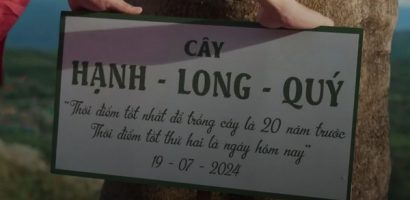 CÂY
HẠNH - LONG - QUÝ
"Thời điểm tốt nhất để trồng cây là 20 năm trước
Thời điểm tốt thứ hai là ngày hôm nay"
19 - 07 - 2024